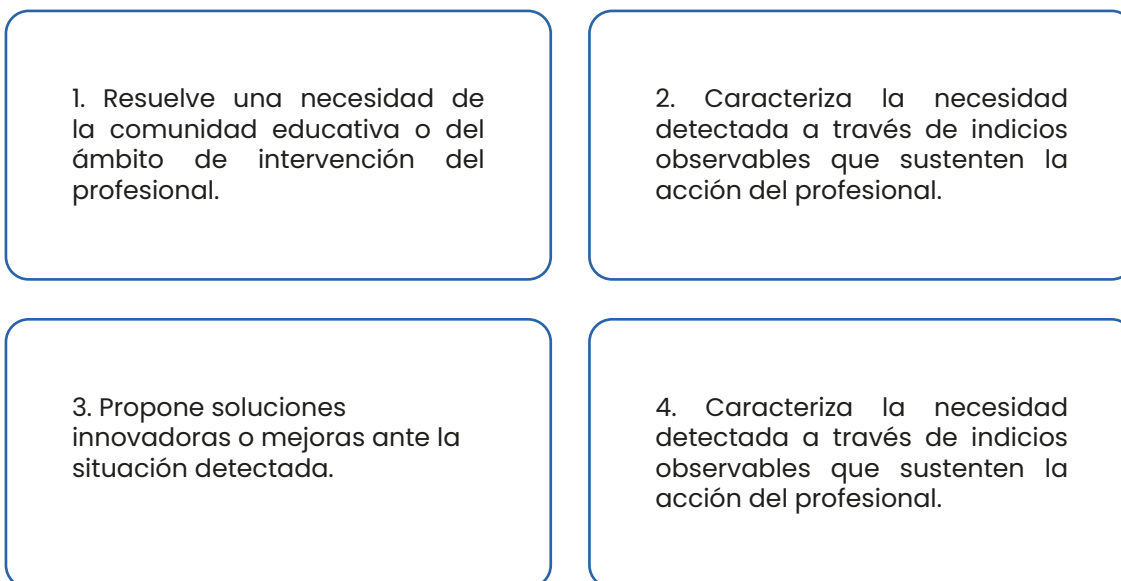 1. Resuelve una necesidad de
la comunidad educativa o del
ámbito de intervención del
profesional.
2. Caracteriza la necesidad
detectada a través de indicios
observables que sustenten la
acción del profesional.
3. Propone soluciones
innovadoras o mejoras ante la
situación detectada.
4. Caracteriza la necesidad
detectada a través de indicios
observables que sustenten la
acción del profesional.